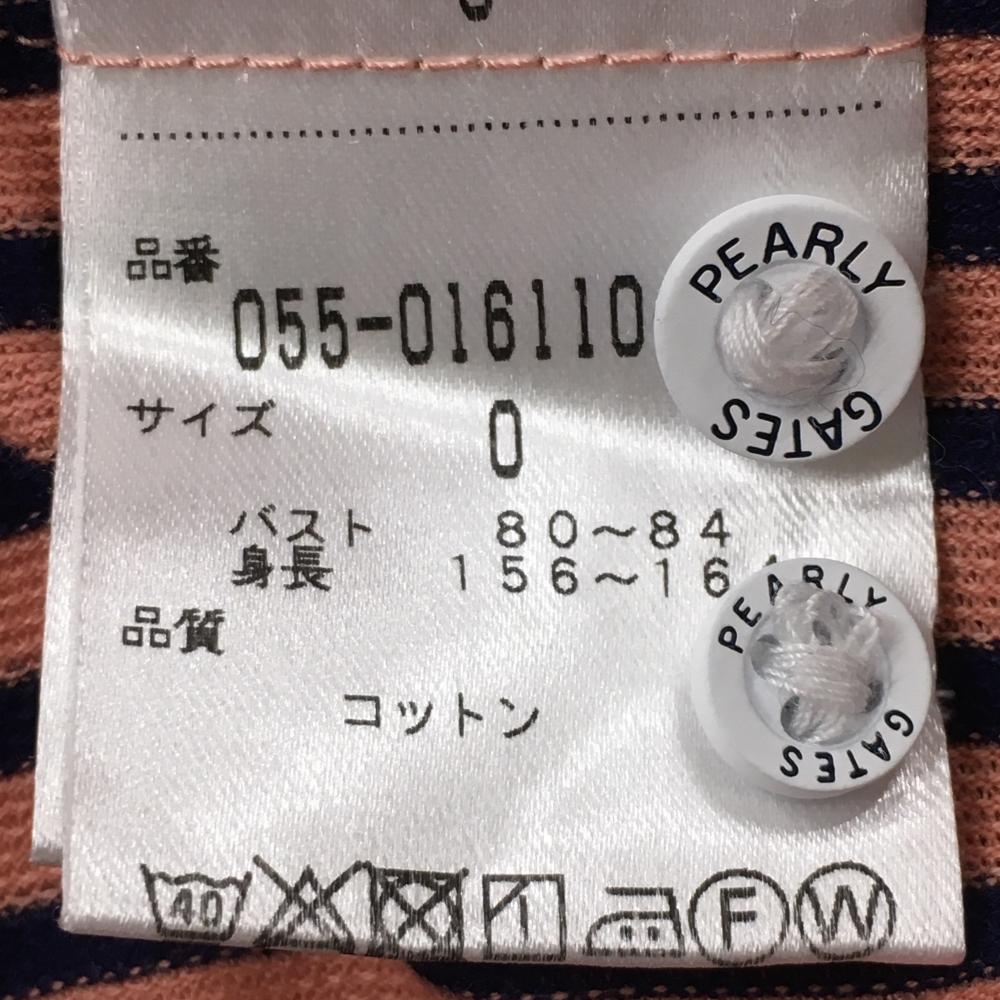 品番
055-016110
サイズ 0
バスト 80～84
身長 156～16
品質
コットン
40
F W
PEARLY GATES
PEARLY GATES